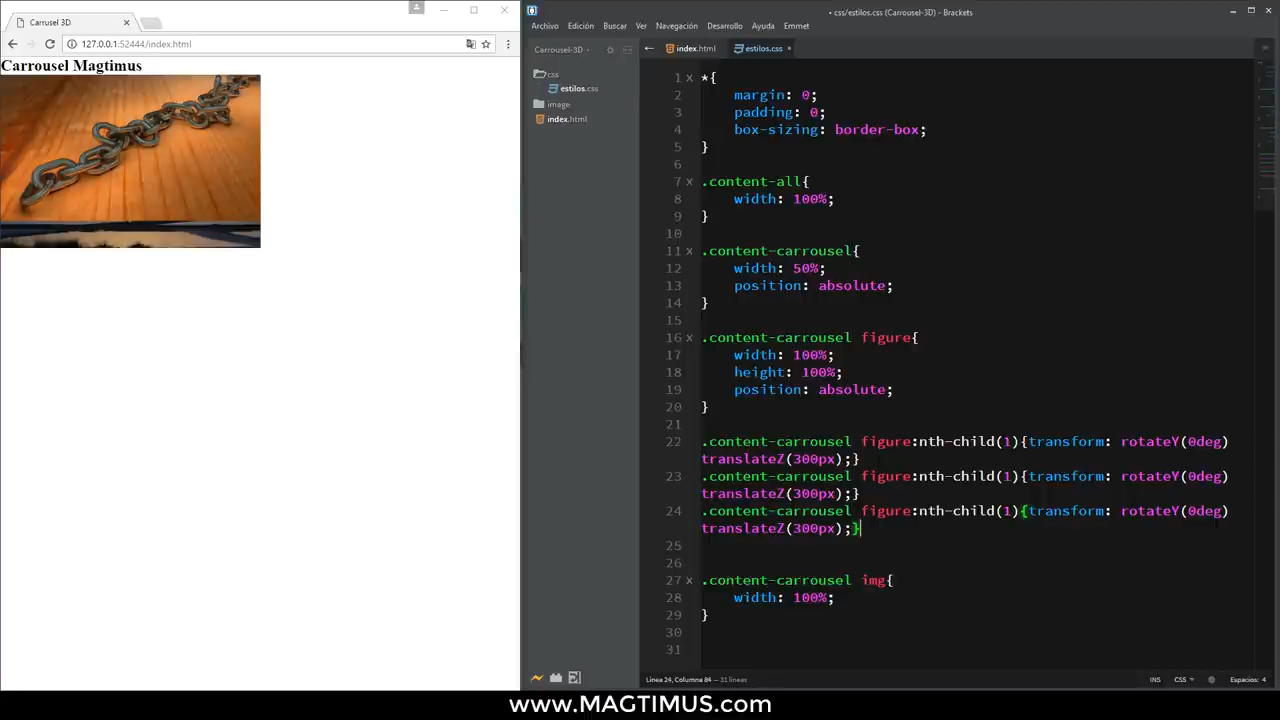 Carrusel 3D
127.0.0.1:52444/index.html
Carrousel Magtimus
• css/estilos.css (Carrousel-3D) - Brackets
Archivo Edición Buscar Ver Navegación Desarrollo Ayuda Emmet
Carrousel-3D
css
estilos.css
image
index.html
index.html estilos.css
1 *{
2 margin: 0;
3 padding: 0;
4 box-sizing: border-box;
5 }
6
7 .content-all{
8 width: 100%;
9 }
10
11 .content-carrousel{
12 width: 50%;
13 position: absolute;
14 }
15
16 .content-carrousel figure{
17 width: 100%;
18 height: 100%;
19 position: absolute;
20 }
21
22 .content-carrousel figure:nth-child(1){transform: rotateY(0deg)
translateZ(300px);}
23 .content-carrousel figure:nth-child(1){transform: rotateY(0deg)
translateZ(300px);}
24 .content-carrousel figure:nth-child(1){transform: rotateY(0deg)
translateZ(300px);}
25
26
27 .content-carrousel img{
28 width: 100%;
29 }
30
31
Línea 24, Columna 84 — 31 líneas INS CSS Espacios: 4
www.MAGTIMUS.com